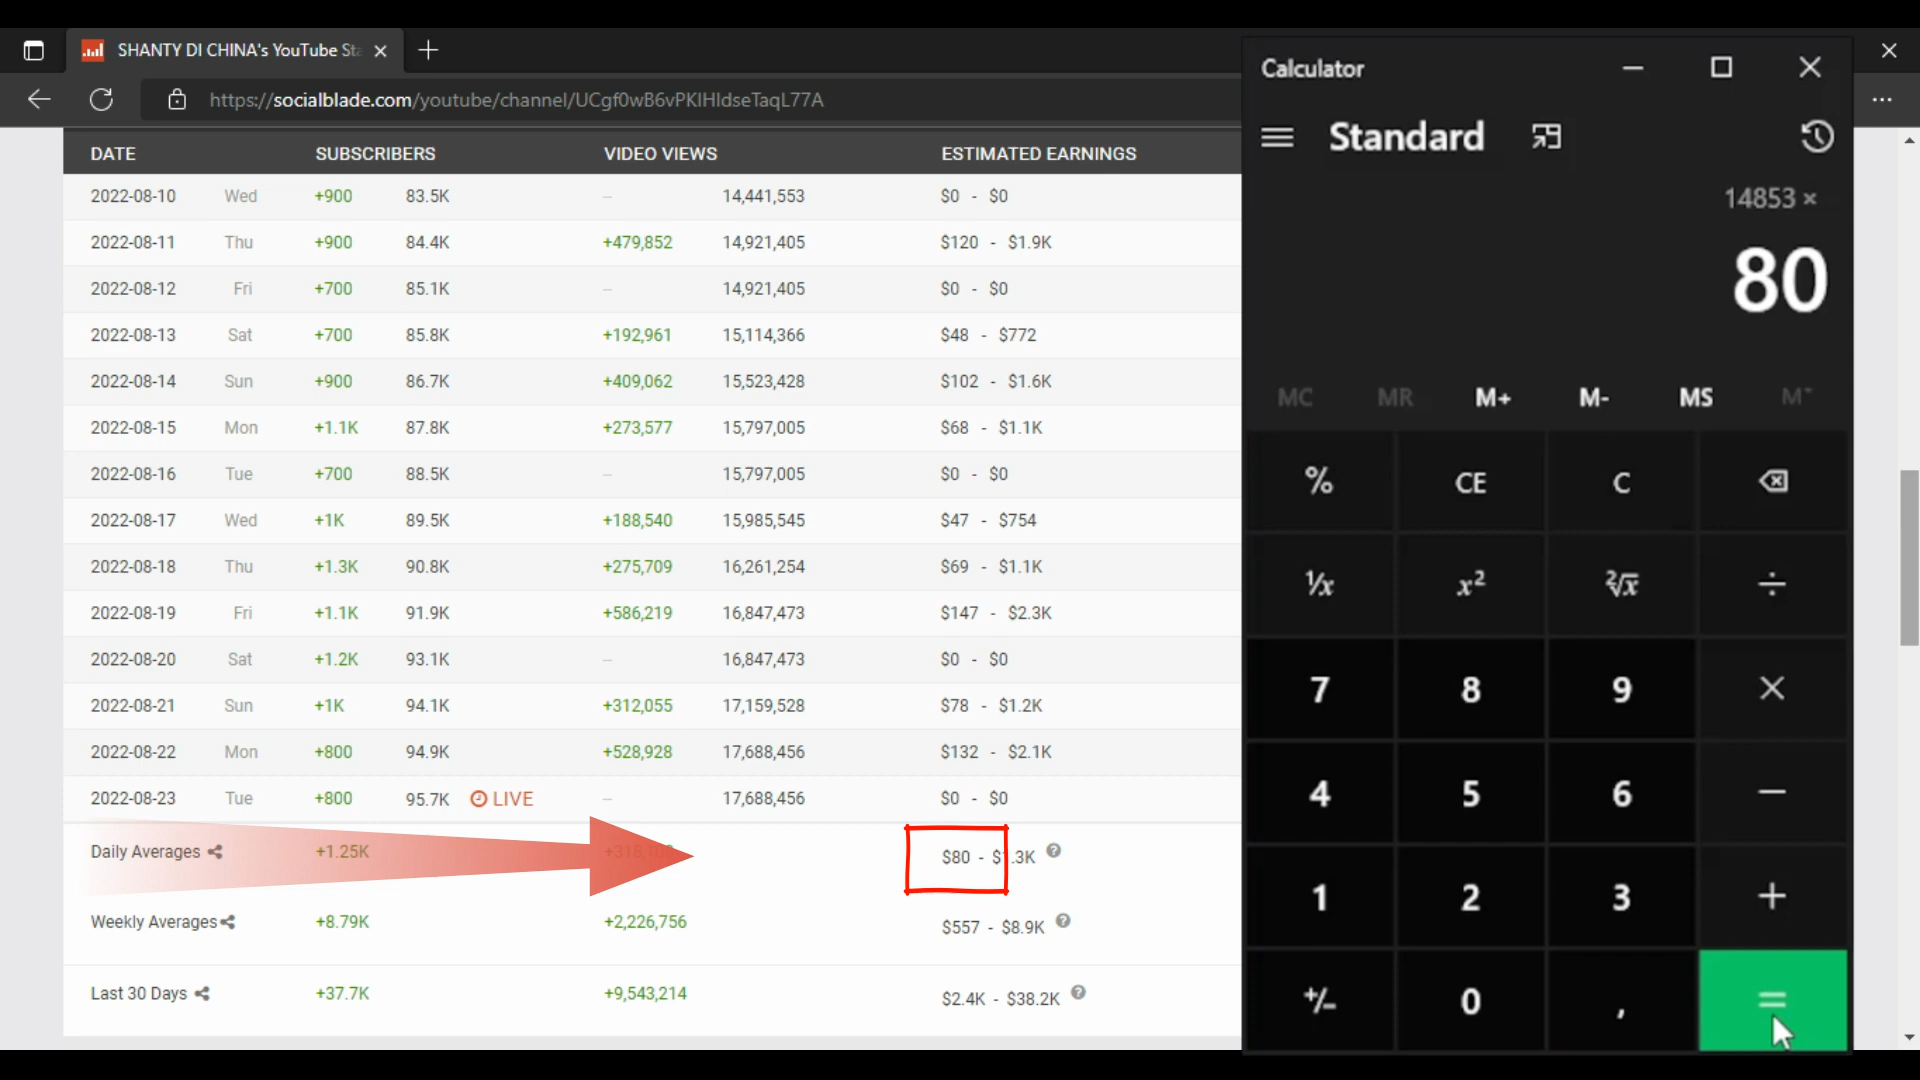 SHANTY DI CHINA's YouTube Sta
https://socialblade.com/youtube/channel/UCgf0wB6vPKIHIdseTaqL77A
DATE SUBSCRIBERS VIDEO VIEWS ESTIMATED EARNINGS
2022-08-10 Wed +900 83.5K -- 14,441,553 $0 - $0
2022-08-11 Thu +900 84.4K +479,852 14,921,405 $120 - $1.9K
2022-08-12 Fri +700 85.1K -- 14,921,405 $0 - $0
2022-08-13 Sat +700 85.8K +192,961 15,114,366 $48 - $772
2022-08-14 Sun +900 86.7K +409,062 15,523,428 $102 - $1.6K
2022-08-15 Mon +1.1K 87.8K +273,577 15,797,005 $68 - $1.1K
2022-08-16 Tue +700 88.5K -- 15,797,005 $0 - $0
2022-08-17 Wed +1K 89.5K +188,540 15,985,545 $47 - $754
2022-08-18 Thu +1.3K 90.8K +275,709 16,261,254 $69 - $1.1K
2022-08-19 Fri +1.1K 91.9K +586,219 16,847,473 $147 - $2.3K
2022-08-20 Sat +1.2K 93.1K -- 16,847,473 $0 - $0
2022-08-21 Sun +1K 94.1K +312,055 17,159,528 $78 - $1.2K
2022-08-22 Mon +800 94.9K +528,928 17,688,456 $132 - $2.1K
2022-08-23 Tue +800 95.7K LIVE -- 17,688,456 $0 - $0
Daily Averages +1.25K $80 - $1.3K
Weekly Averages +8.79K +2,226,756 $557 - $8.9K
Last 30 Days +37.7K +9,543,214 $2.4K - $38.2K
Calculator
Standard
14853 ×
80
MC MR M+ M- MS M˅
% CE C
⅟x x² ²√x ÷
7 8 9 ×
4 5 6 −
1 2 3 +
+/− 0 , =